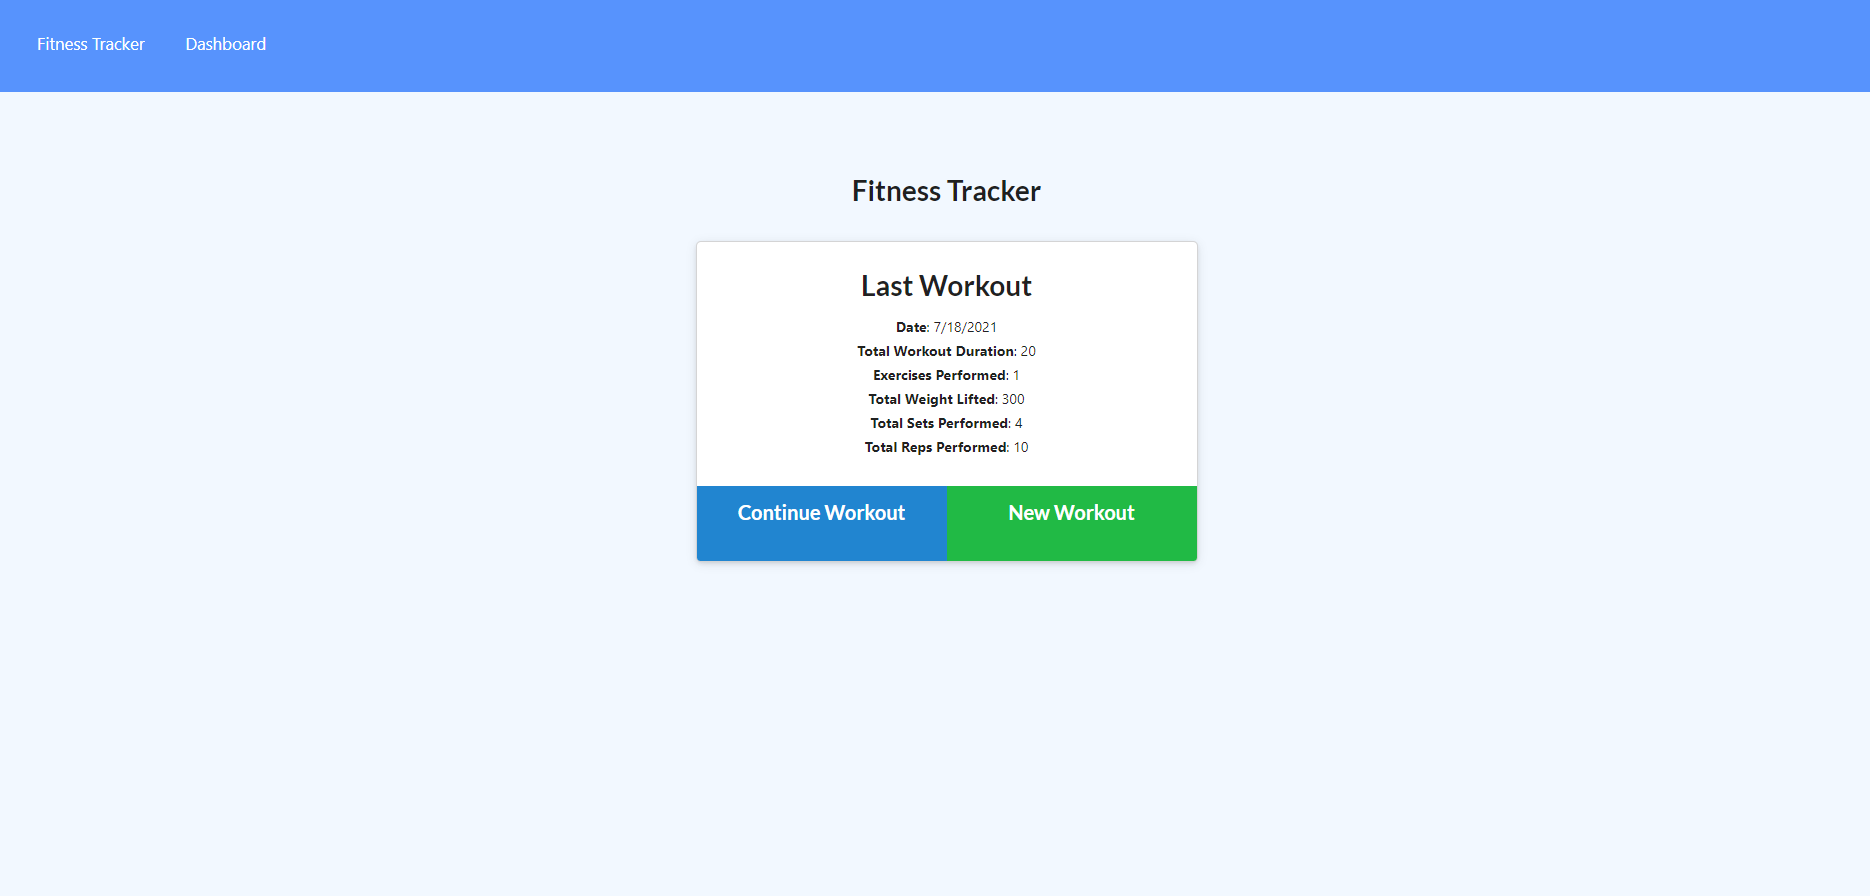 Fitness Tracker Dashboard
Fitness Tracker
Last Workout
Date: 7/18/2021
Total Workout Duration: 20
Exercises Performed: 1
Total Weight Lifted: 300
Total Sets Performed: 4
Total Reps Performed: 10
Continue Workout New Workout